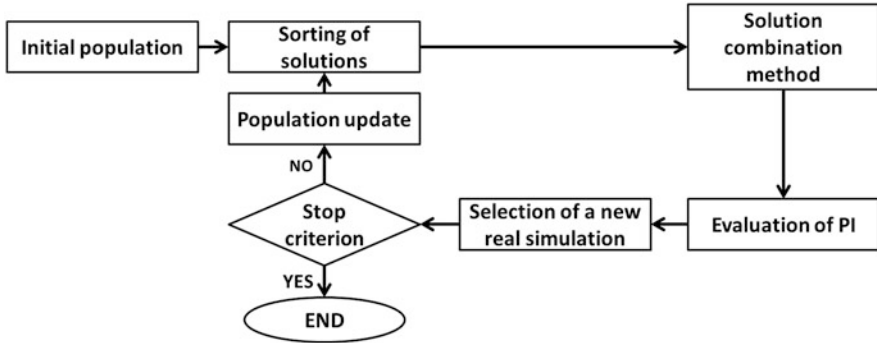 Initial population
Sorting of
solutions
Solution
combination
method
Population update
NO
Stop
criterion
Selection of a new
real simulation
Evaluation of PI
YES
END